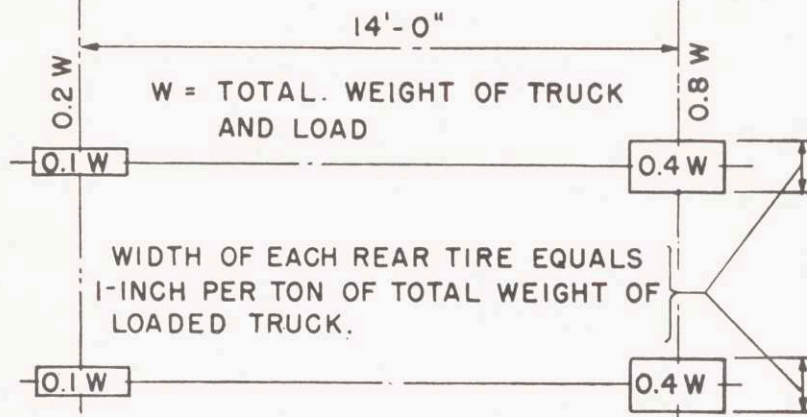 14'-0"
0.2 W
W = TOTAL. WEIGHT OF TRUCK
AND LOAD
0.8 W
0.1 W
0.4 W
WIDTH OF EACH REAR TIRE EQUALS
1-INCH PER TON OF TOTAL WEIGHT OF
LOADED TRUCK.
0.1 W
0.4 W